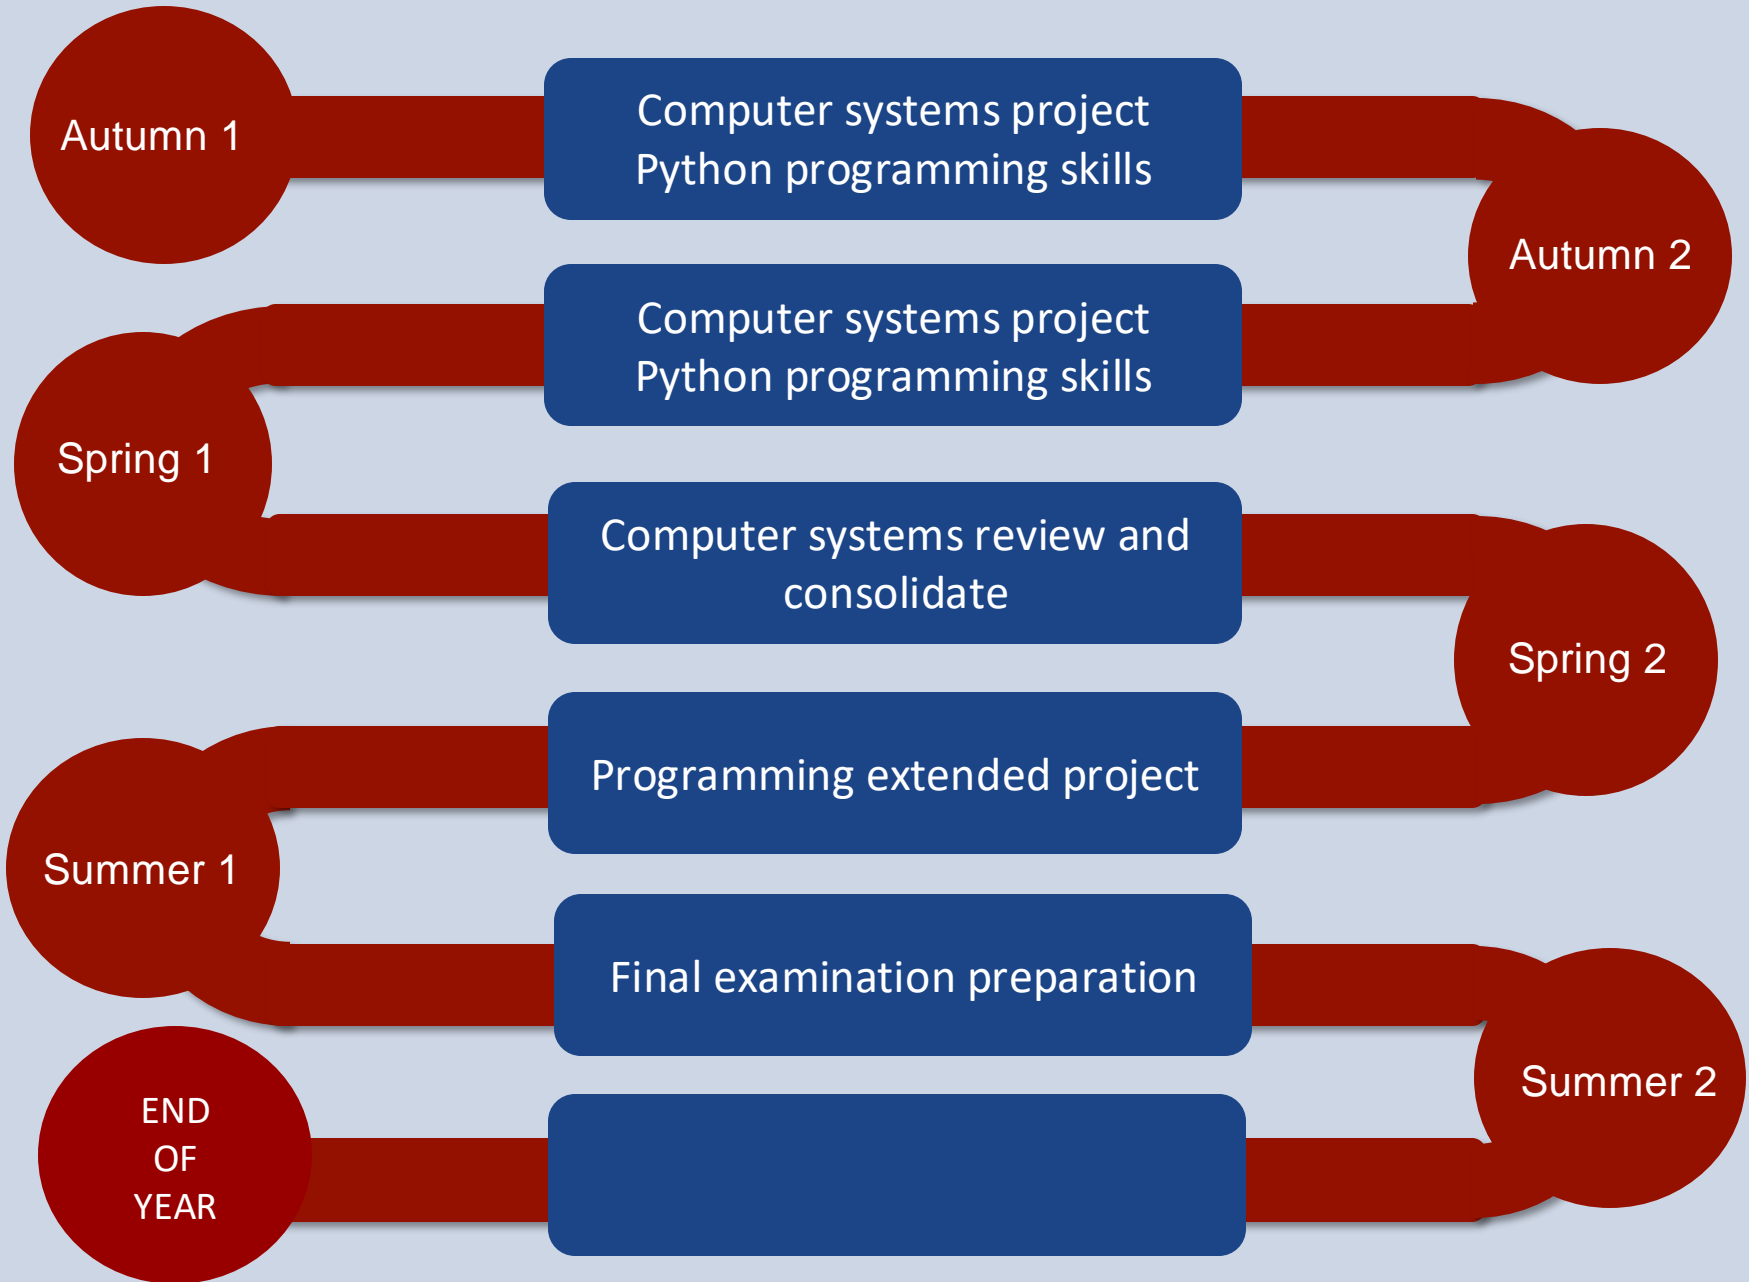 Autumn 1
Computer systems project
Python programming skills
Autumn 2
Computer systems project
Python programming skills
Spring 1
Computer systems review and
consolidate
Spring 2
Programming extended project
Summer 1
Final examination preparation
Summer 2
END
OF
YEAR